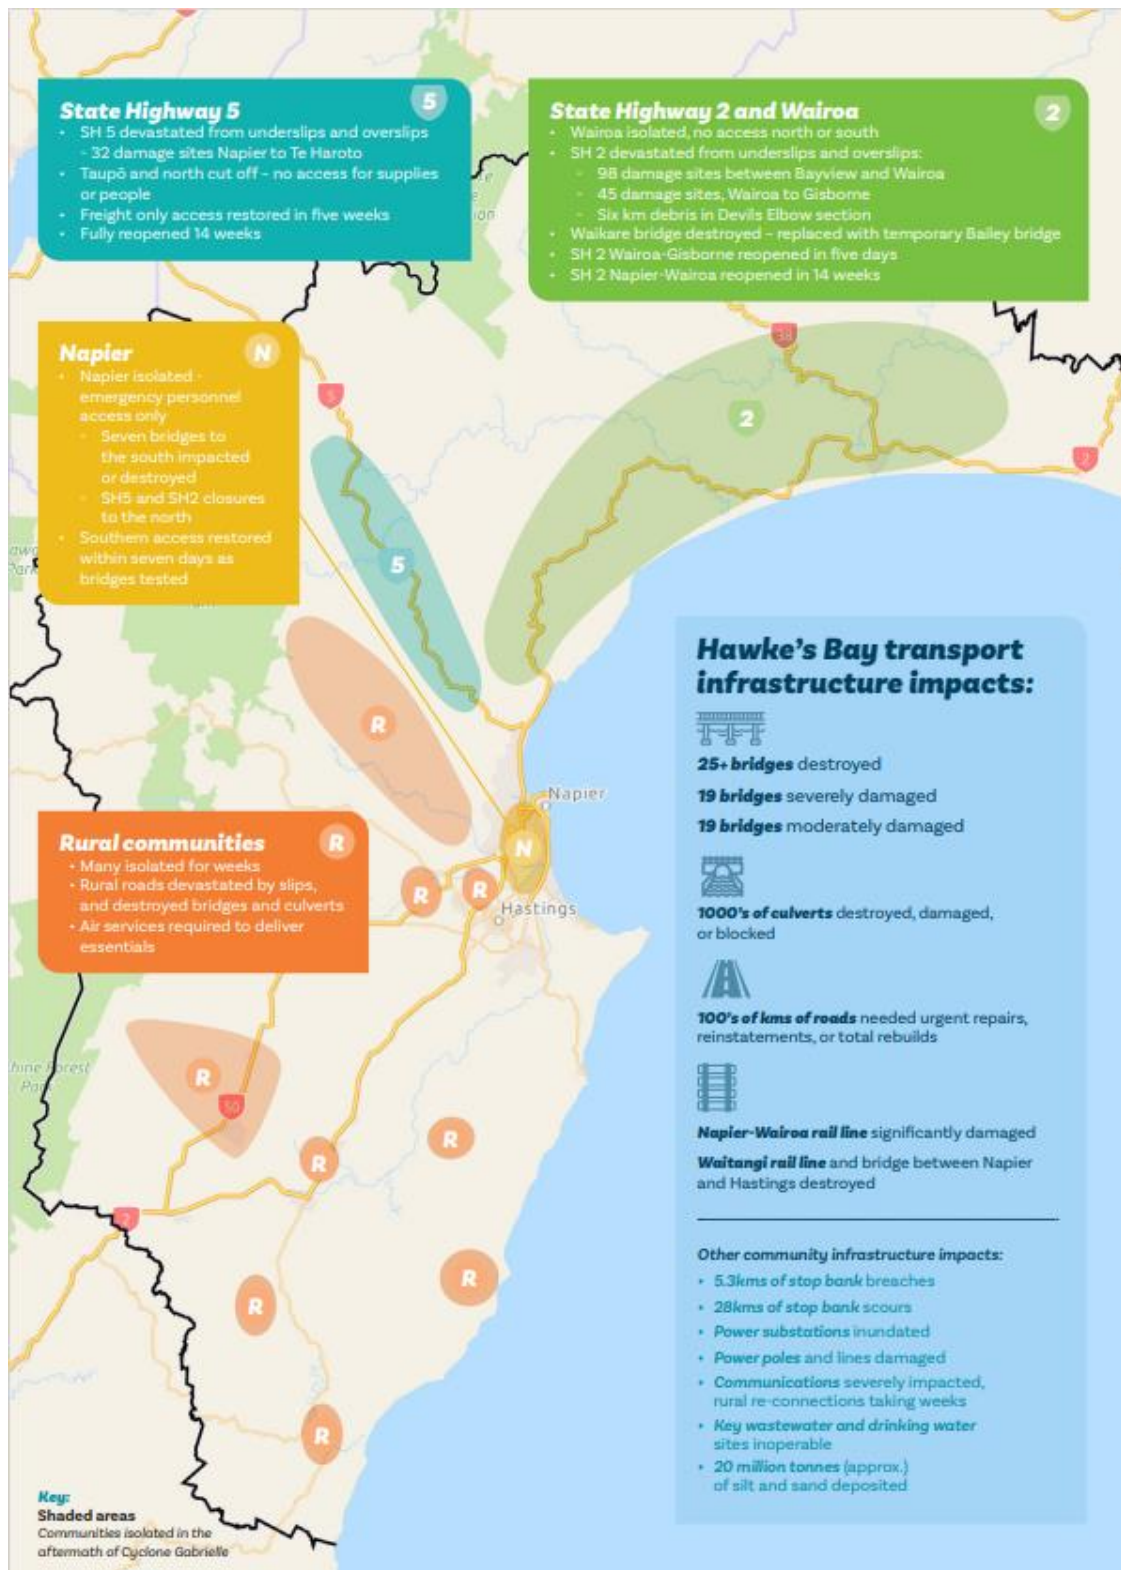 State Highway 5
5
• SH 5 devastated from underslips and overslips
- 32 damage sites Napier to Te Haroto
• Taupō and north cut off – no access for supplies
or people
• Freight only access restored in five weeks
• Fully reopened 14 weeks
State Highway 2 and Wairoa
2
• Wairoa isolated, no access north or south
• SH 2 devastated from underslips and overslips:
- 98 damage sites between Bayview and Wairoa
- 45 damage sites, Wairoa to Gisborne
- Six km debris in Devils Elbow section
• Waikare bridge destroyed – replaced with temporary Bailey bridge
• SH 2 Wairoa-Gisborne reopened in five days
• SH 2 Napier-Wairoa reopened in 14 weeks
Napier
N
• Napier isolated -
emergency personnel
access only
- Seven bridges to
the south impacted
or destroyed
- SH5 and SH2 closures
to the north
• Southern access restored
within seven days as
bridges tested
38
5
2
2
5
R
Napier
N
R
R
Hastings
Rural communities
R
• Many isolated for weeks
• Rural roads devastated by slips,
and destroyed bridges and culverts
• Air services required to deliver
essentials
Hawke's Bay transport
infrastructure impacts:
25+ bridges destroyed
19 bridges severely damaged
19 bridges moderately damaged
1000's of culverts destroyed, damaged,
or blocked
100's of kms of roads needed urgent repairs,
reinstatements, or total rebuilds
Napier-Wairoa rail line significantly damaged
Waitangi rail line and bridge between Napier
and Hastings destroyed
Other community infrastructure impacts:
• 5.3kms of stop bank breaches
• 28kms of stop bank scours
• Power substations inundated
• Power poles and lines damaged
• Communications severely impacted,
rural re-connections taking weeks
• Key wastewater and drinking water
sites inoperable
• 20 million tonnes (approx.)
of silt and sand deposited
Forest
R
50
R
R
2
R
R
R
Key:
Shaded areas
Communities isolated in the
aftermath of Cyclone Gabrielle